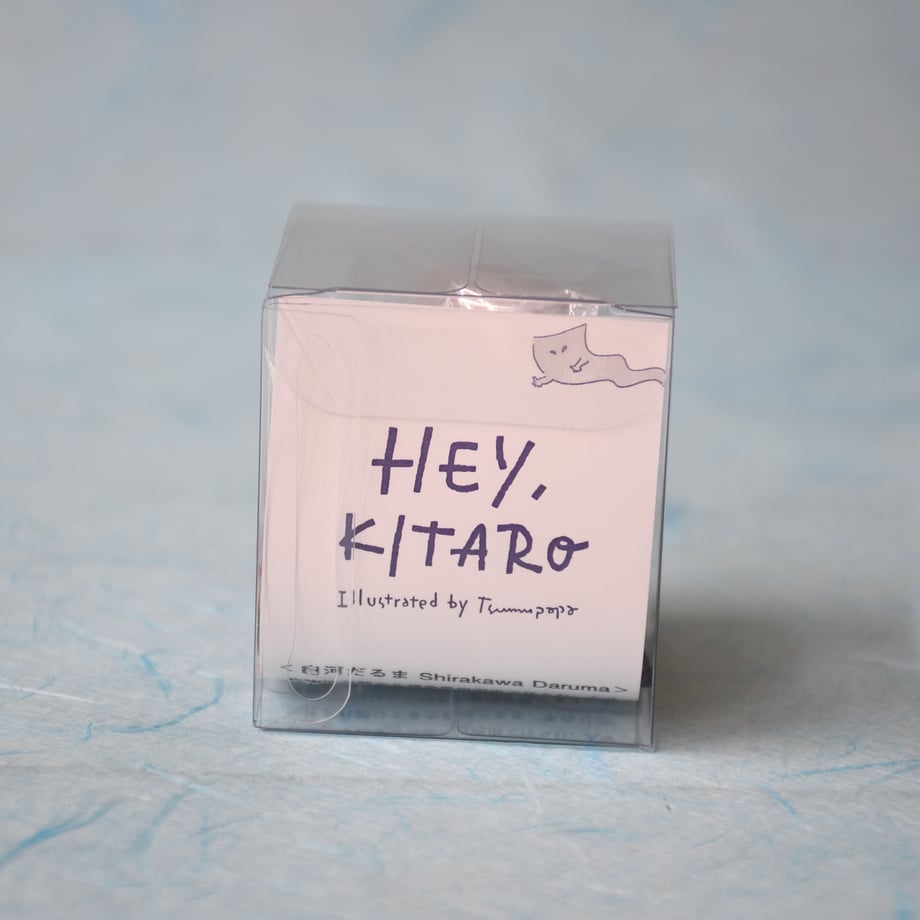 HEY,
KITARO
Illustrated by Tsumupapa
<白河だるま Shirakawa Daruma>